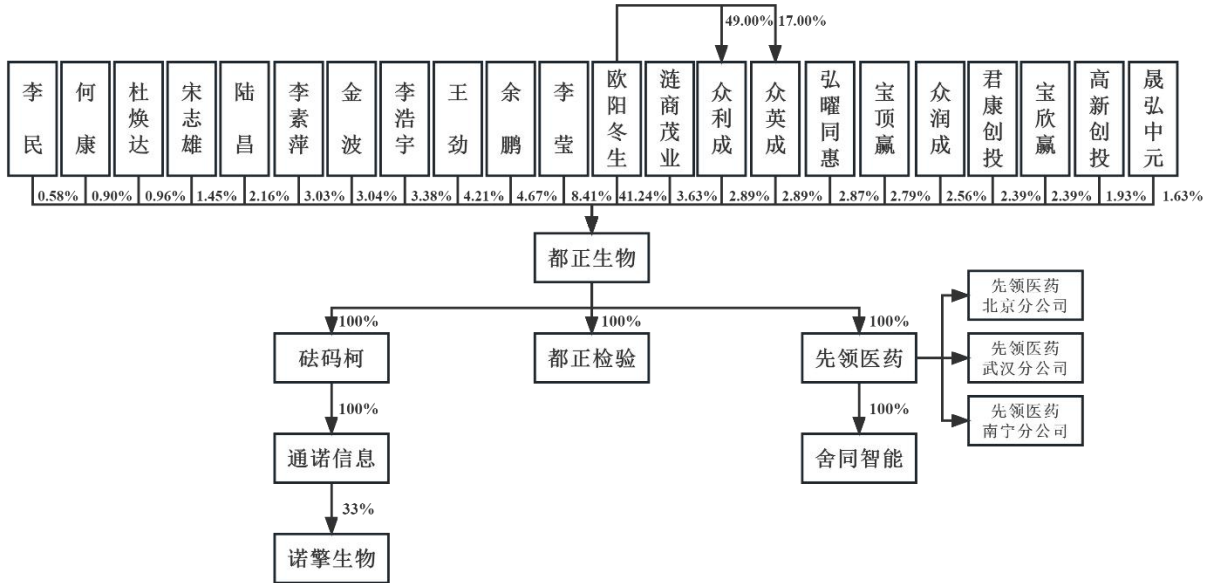 49.00%
17.00%
李民
何康
杜焕达
宋志雄
陆昌
李素萍
金波
李浩宇
王劲
余鹏
李莹
欧阳冬生
涟商茂业
众利成
众英成
弘曜同惠
宝顶赢
众润成
君康创投
宝欣赢
高新创投
晟弘中元
0.58%
0.90%
0.96%
1.45%
2.16%
3.03%
3.04%
3.38%
4.21%
4.67%
8.41%
41.24%
3.63%
2.89%
2.89%
2.87%
2.79%
2.56%
2.39%
2.39%
1.93%
1.63%
都正生物
100%
100%
100%
砝码柯
都正检验
先领医药
先领医药
北京分公司
先领医药
武汉分公司
先领医药
南宁分公司
100%
100%
通诺信息
舍同智能
33%
诺擎生物